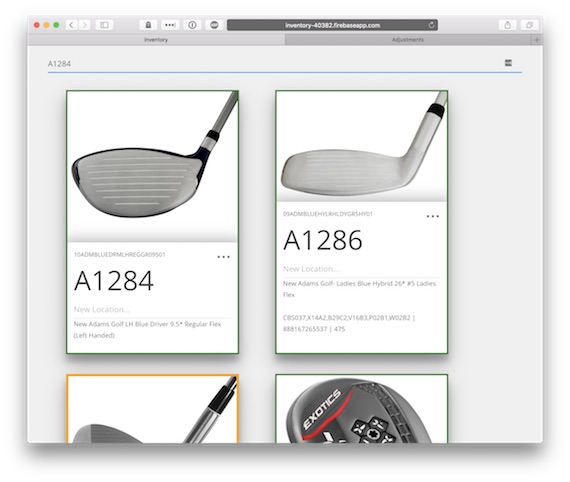 inventory-40382.firebaseapp.com
Inventory
Adjustments
A1284
10ADMBLUEDRMLHREGGR09501
A1284
New Location...
New Adams Golf LH Blue Driver 9.5* Regular Flex
(Left Handed)
09ADMBLUEHYLRHLDYGR5HY01
A1286
New Location...
New Adams Golf- Ladies Blue Hybrid 26* #5 Ladies
Flex
CBS037,X14A2,B29C2,V16B3,P02B1,W02B2 |
888167265537 | 475
EXOTICS